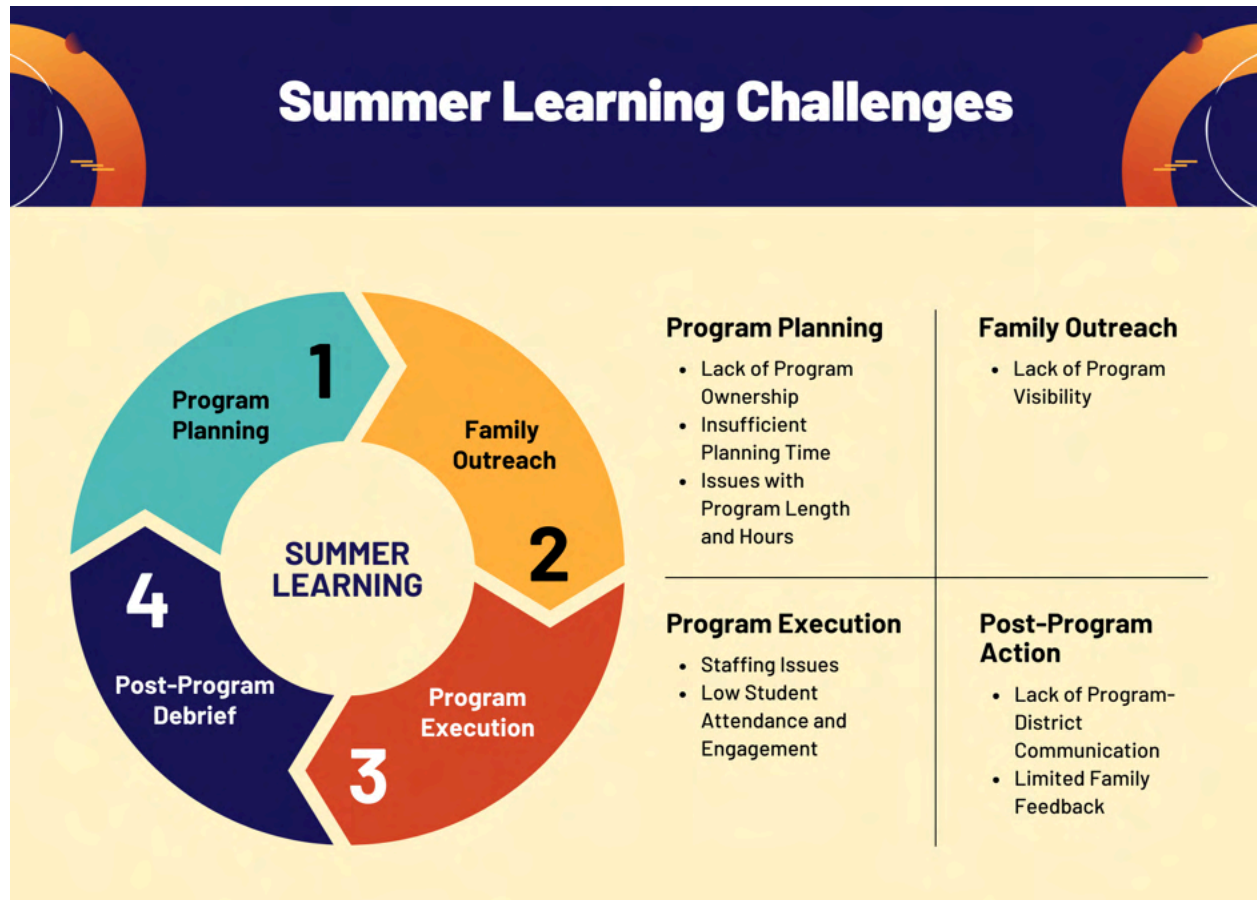 Summer Learning Challenges
1
Program
Planning
Family
Outreach
2
SUMMER
LEARNING
4
Post-Program
Debrief
Program
Execution
3
Program Planning
• Lack of Program
Ownership
• Insufficient
Planning Time
• Issues with
Program Length
and Hours
Family Outreach
• Lack of Program
Visibility
Program Execution
• Staffing Issues
• Low Student
Attendance and
Engagement
Post-Program
Action
• Lack of Program-
District
Communication
• Limited Family
Feedback